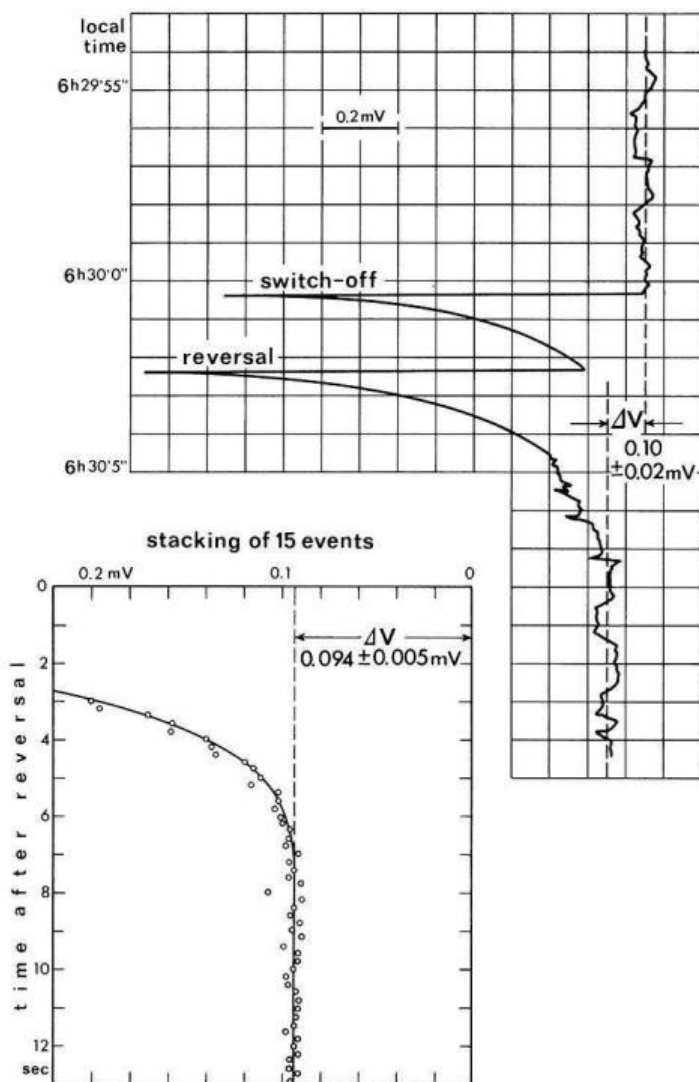 local
time
6h29'55"
0.2mV
6h30'0"
switch-off
reversal
ΔV
0.10
±0.02mV
6h30'5"
stacking of 15 events
0.2 mV 0.1 0
0
ΔV
0.094 ±0.005mV
2
4
6
8
10
12
sec
time after reversal